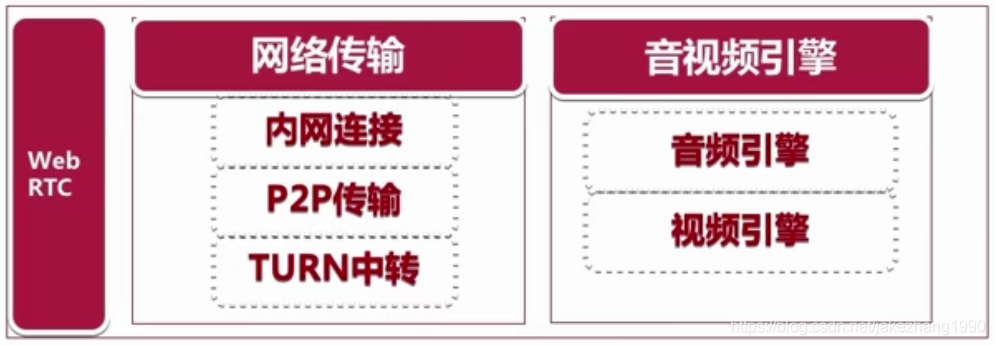 Web
RTC
网络传输
内网连接
P2P传输
TURN中转
音视频引擎
音频引擎
视频引擎
https://blog.csdn.net/jakezhang1990